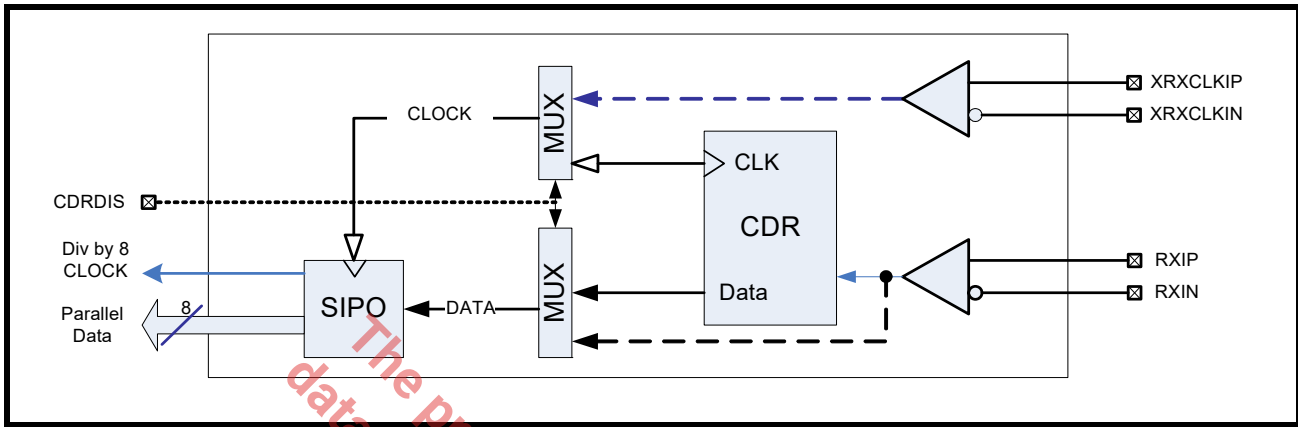 XRXCLKIP
CLOCK
MUX
XRXCLKIN
CLK
CDRDIS
CDR
Div by 8
CLOCK
RXIP
MUX
Data
RXIN
SIPO
DATA
8
Parallel
Data
The pr
data